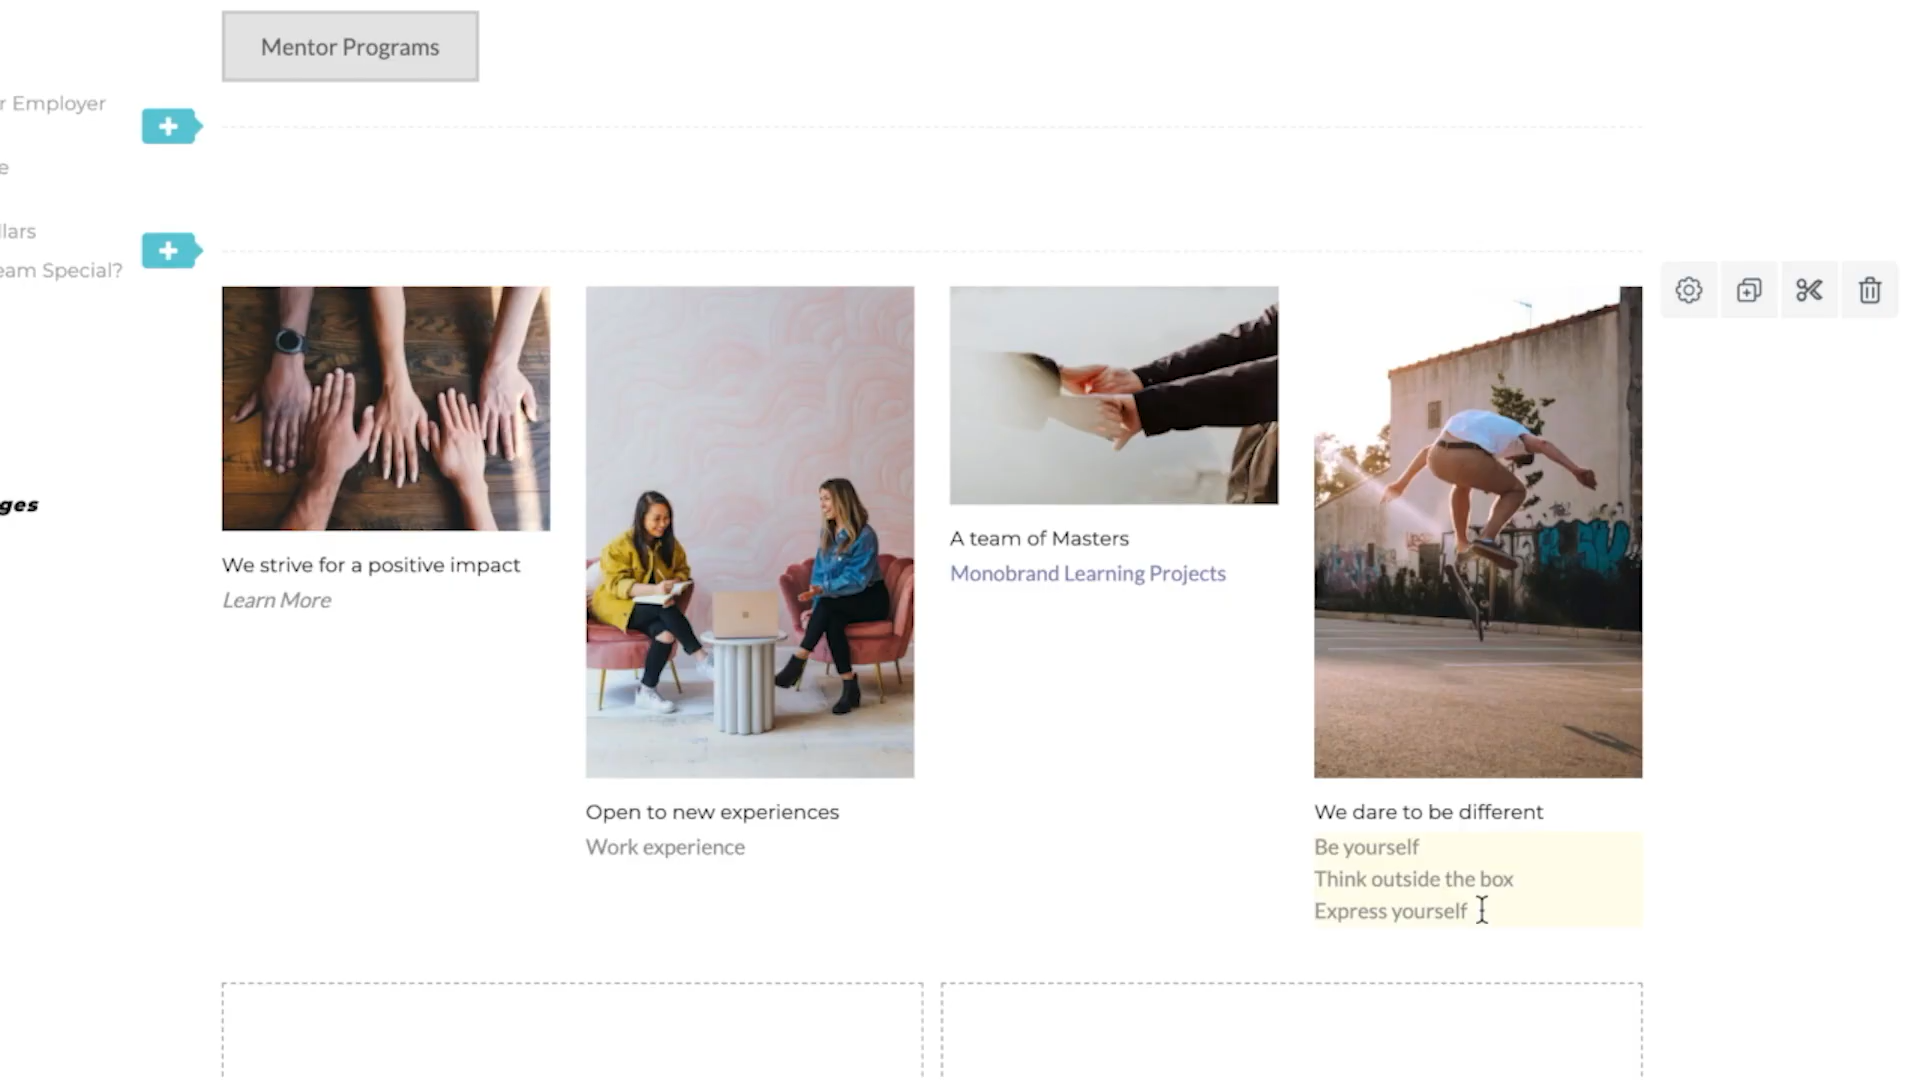 Mentor Programs
r Employer
e
llars
eam Special?
ges
We strive for a positive impact
Learn More
Open to new experiences
Work experience
A team of Masters
Monobrand Learning Projects
We dare to be different
Be yourself
Think outside the box
Express yourself